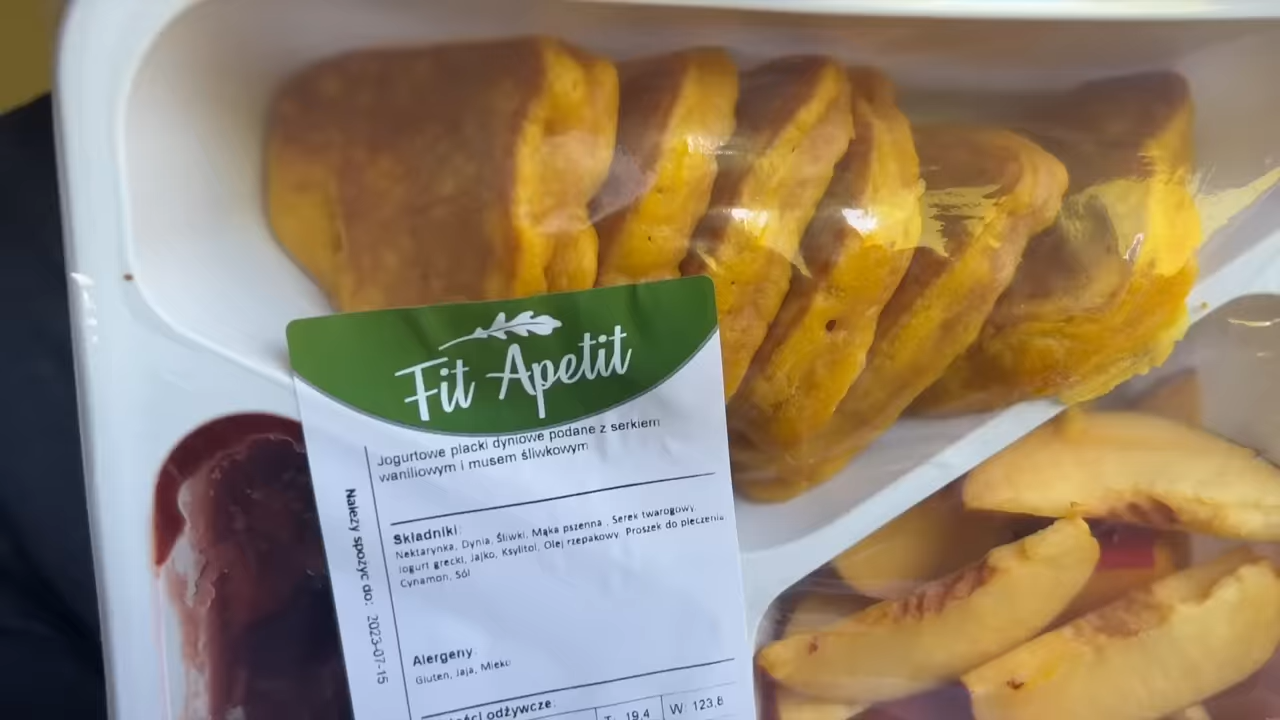 Fit Apetit
Jogurtowe placki dyniowe podane z serkiem
waniliowym i musem śliwkowym
Składniki:
Nektarynka, Dynia, Śliwki, Mąka pszenna , Serek twarogowy,
Jogurt grecki, Jajko, Ksylitol, Olej rzepakowy Proszek do pieczenia
Cynamon, Sól
Alergeny:
Gluten, Jaja, Mleko
odżywcze:
T: 19,4
W: 123,8
Należy spożyć do: 2023-07-15